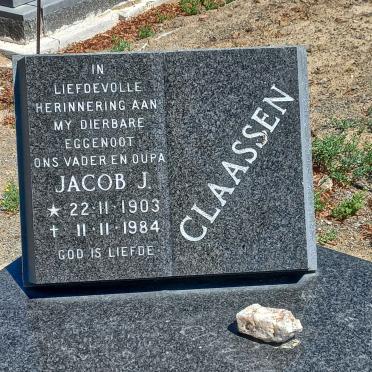 IN
LIEFDEVOLLE
HERINNERING AAN
MY DIERBARE
EGGENOOT
ONS VADER EN OUPA
JACOB J.
★ 22·11·1903
✝ 11·11·1984
GOD IS LIEFDE
CLAASSEN